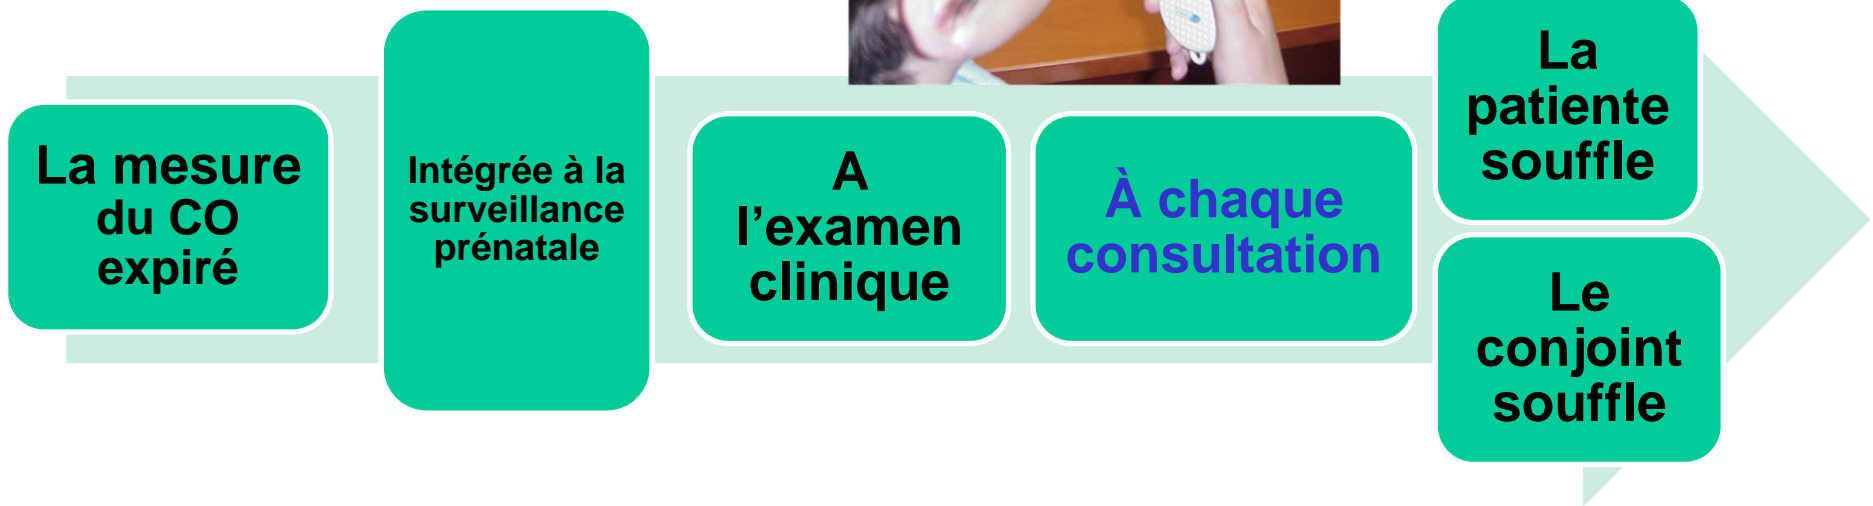 La mesure
du CO
expiré
Intégrée à la
surveillance
prénatale
A
l’examen
clinique
À chaque
consultation
La
patiente
souffle
Le
conjoint
souffle